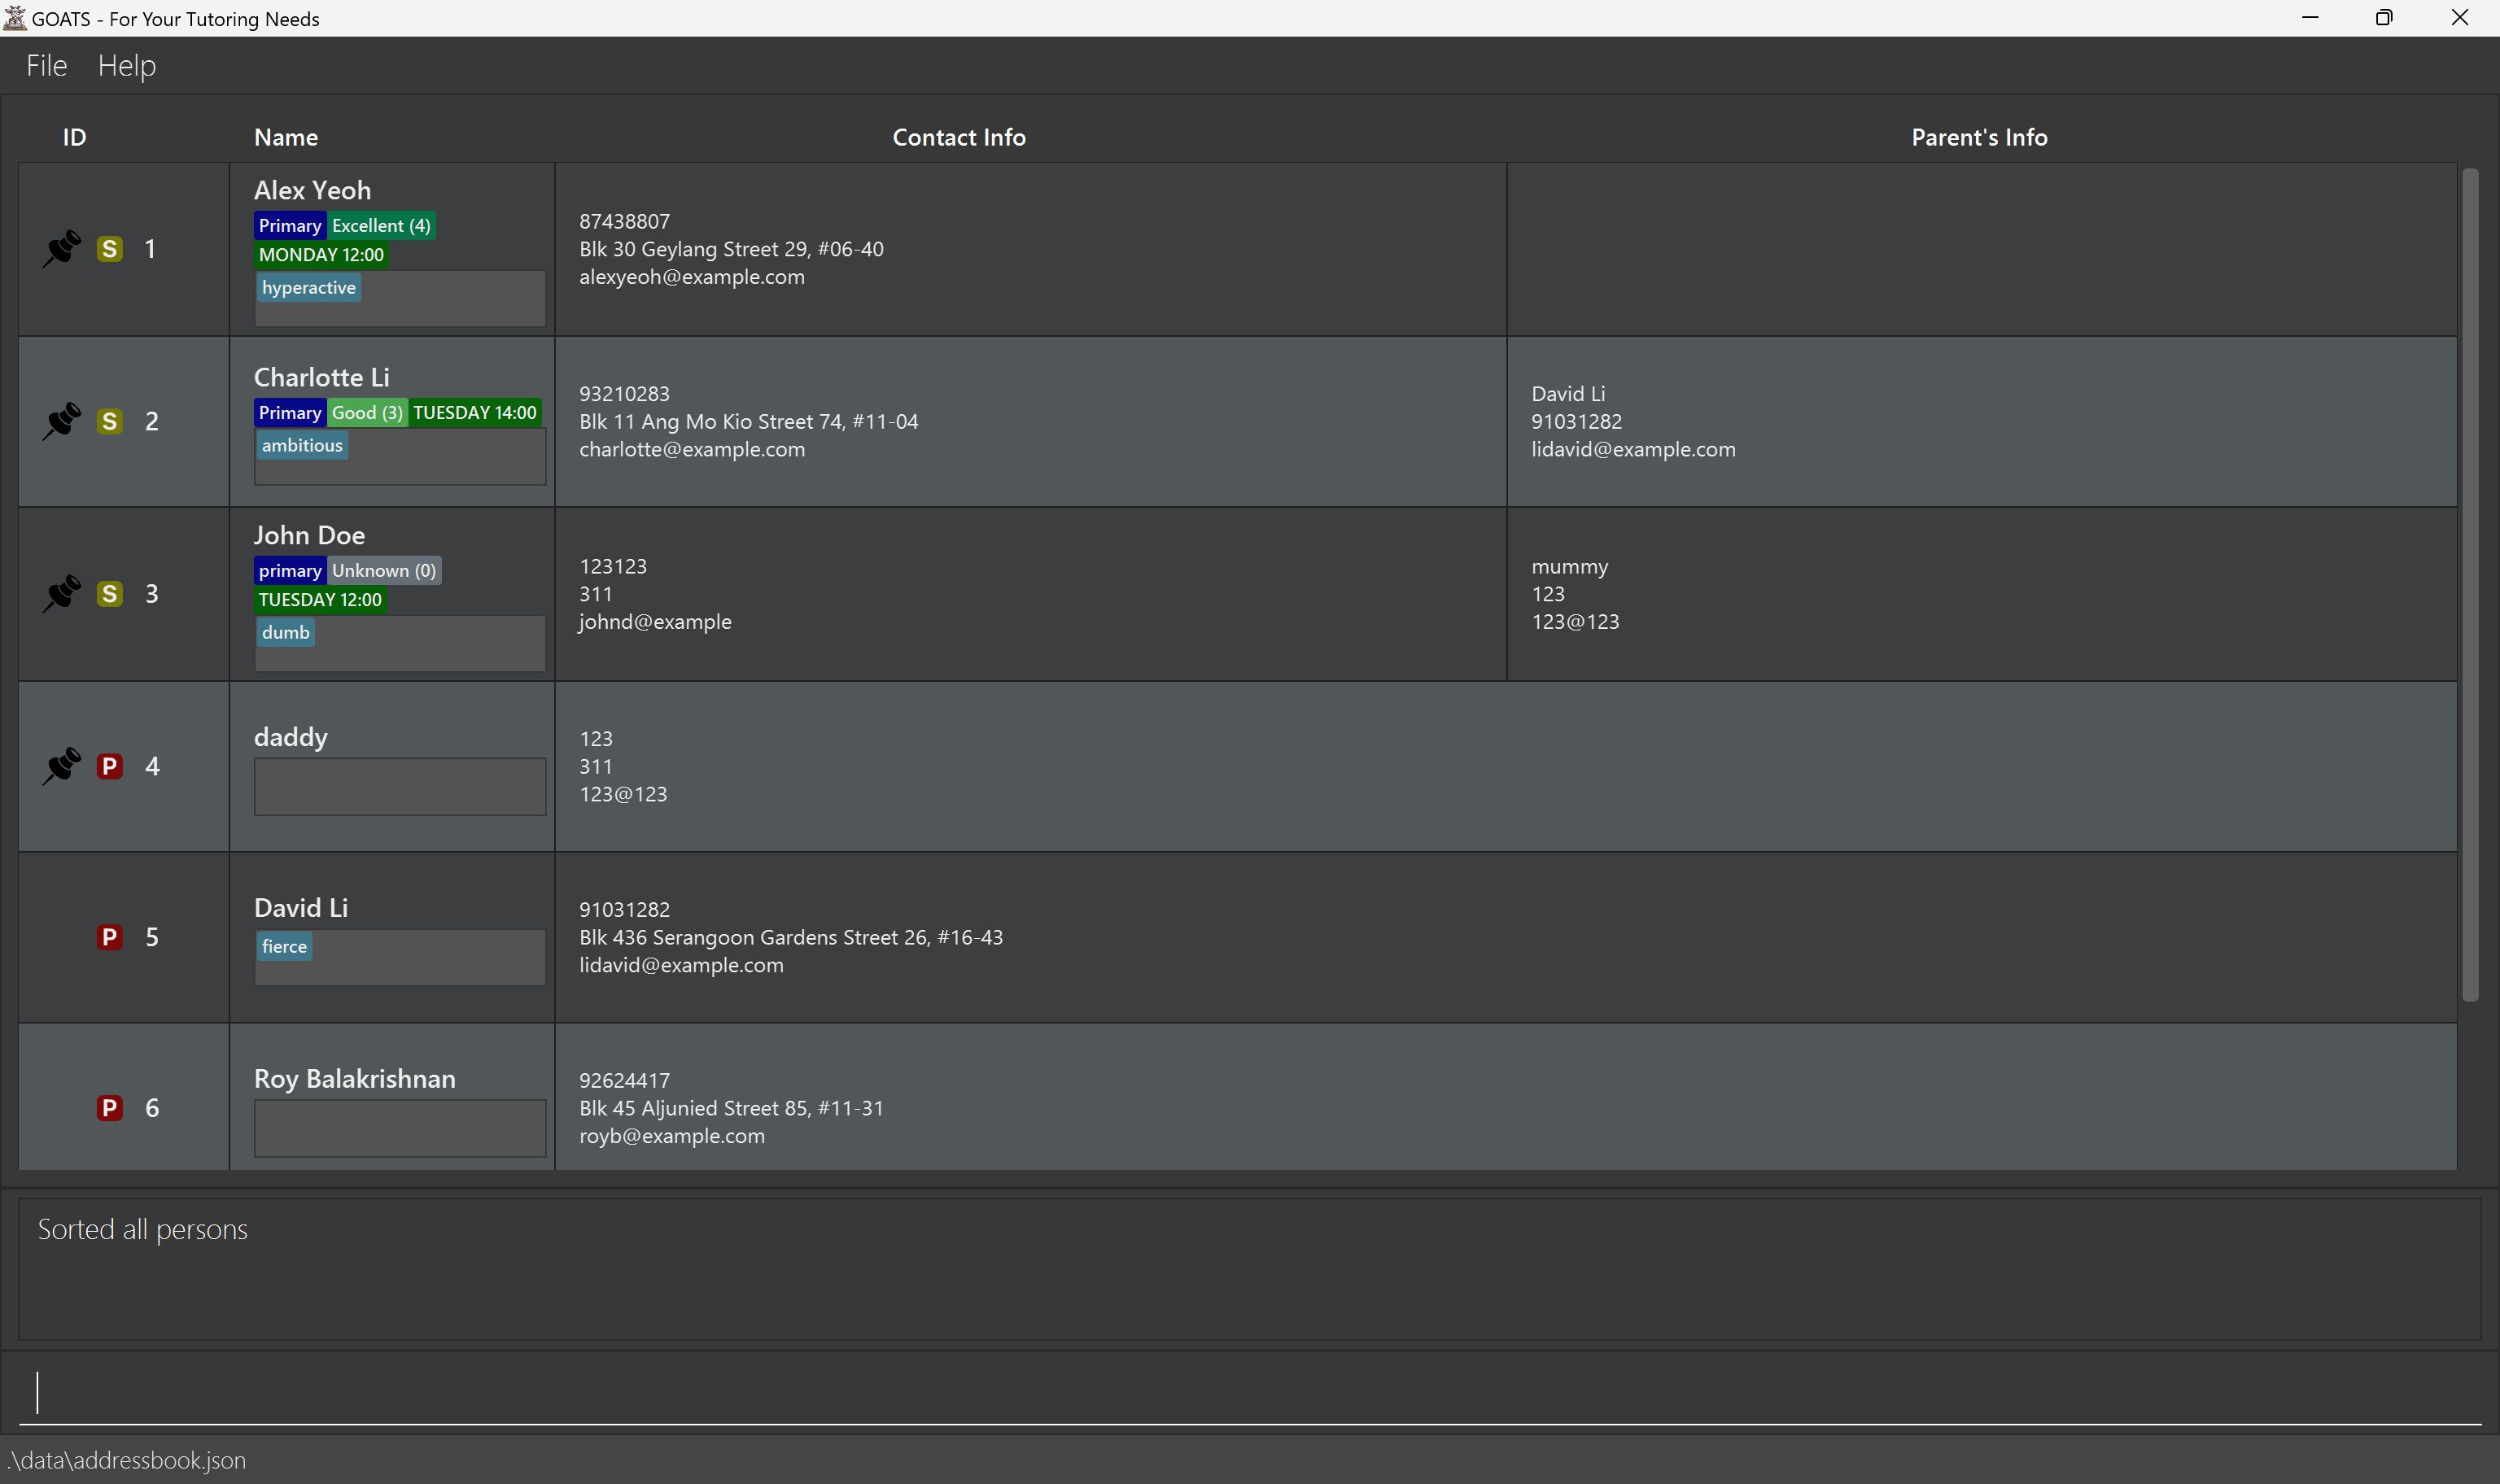 GOATS - For Your Tutoring Needs
File Help
ID Name Contact Info Parent's Info
S 1
Alex Yeoh
Primary Excellent (4)
MONDAY 12:00
hyperactive
87438807
Blk 30 Geylang Street 29, #06-40
alexyeoh@example.com
S 2
Charlotte Li
Primary Good (3) TUESDAY 14:00
ambitious
93210283
Blk 11 Ang Mo Kio Street 74, #11-04
charlotte@example.com
David Li
91031282
lidavid@example.com
S 3
John Doe
primary Unknown (0)
TUESDAY 12:00
dumb
123123
311
johnd@example
mummy
123
123@123
P 4
daddy
123
311
123@123
P 5
David Li
fierce
91031282
Blk 436 Serangoon Gardens Street 26, #16-43
lidavid@example.com
P 6
Roy Balakrishnan
92624417
Blk 45 Aljunied Street 85, #11-31
royb@example.com
Sorted all persons
.\data\addressbook.json